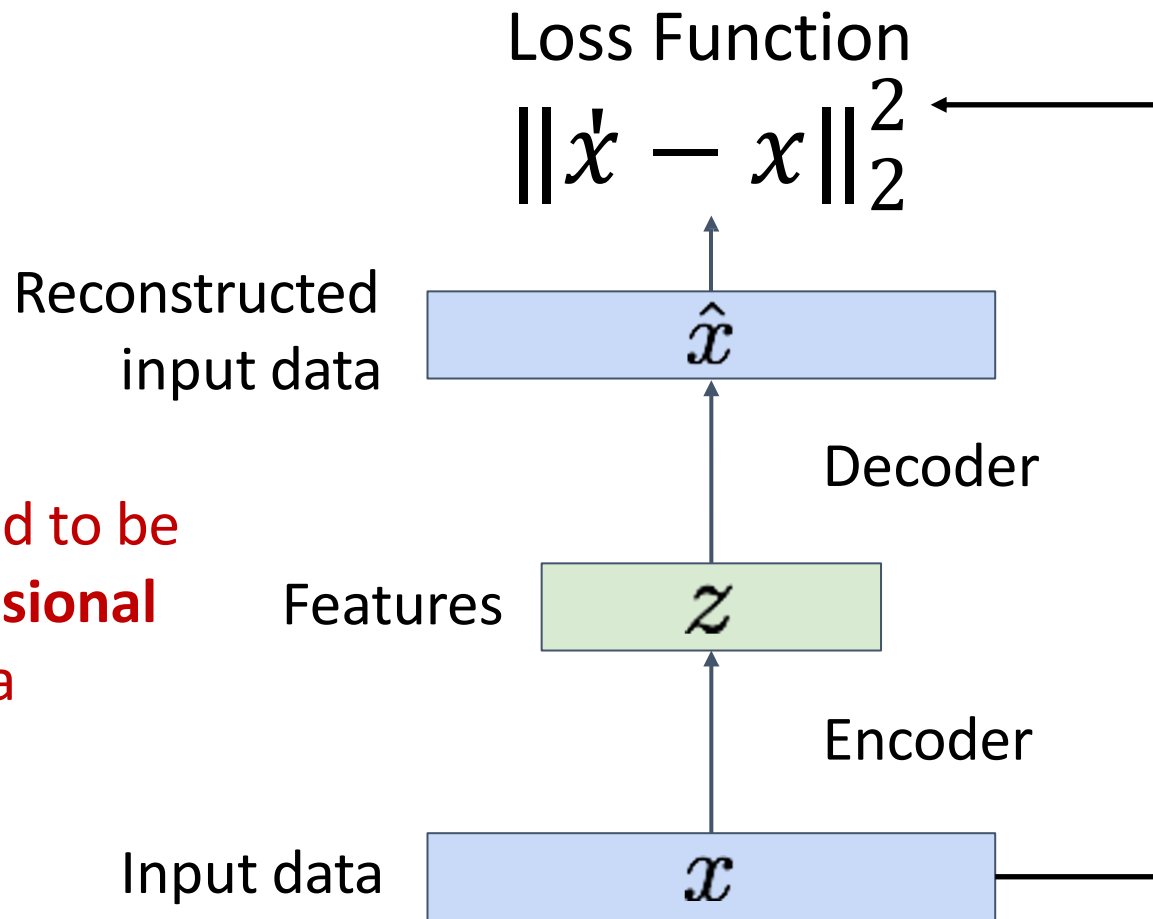 Loss Function
‖x' − x‖₂²
Reconstructed
input data
x̂
Decoder
d to be
sional
a
Features
z
Encoder
Input data
x